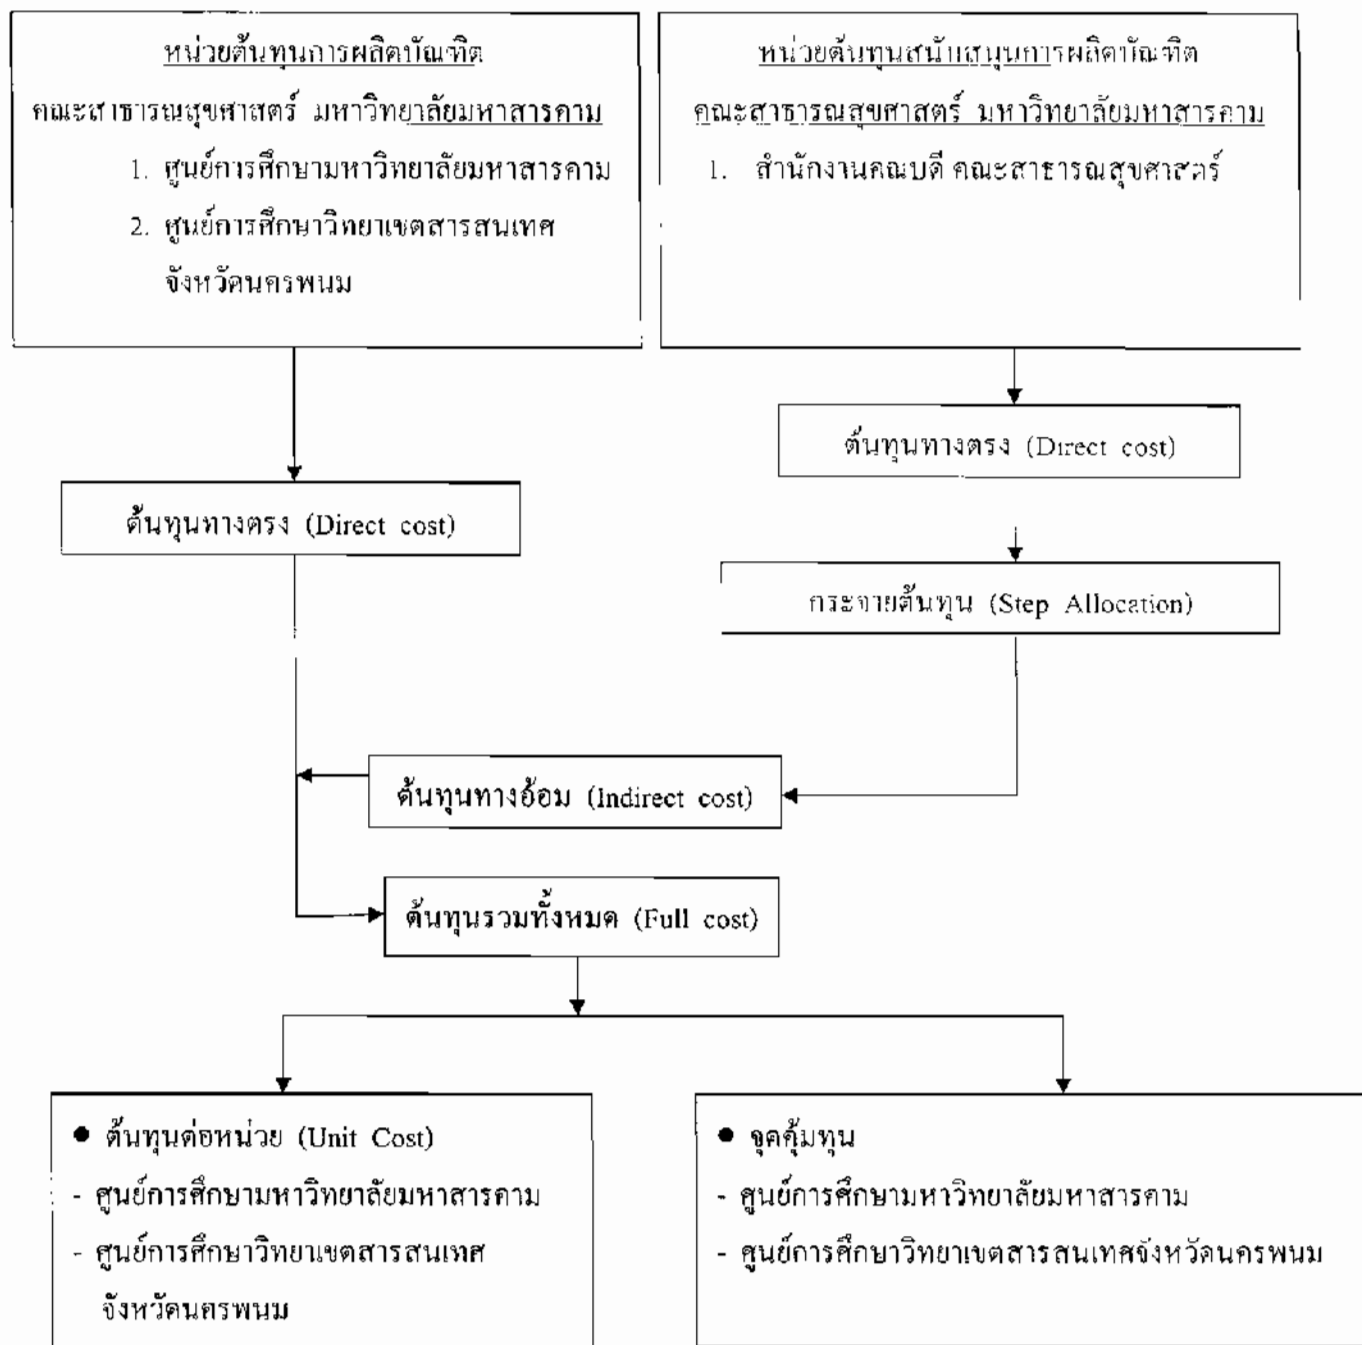 หน่วยต้นทุนการผลิตบัณฑิต
คณะสาธารณสุขศาสตร์ มหาวิทยาลัยมหาสารคาม
1. ศูนย์การศึกษามหาวิทยาลัยมหาสารคาม
2. ศูนย์การศึกษาวิทยาเขตสารสนเทศ
จังหวัดนครพนม
หน่วยต้นทุนสนับสนุนการผลิตบัณฑิต
คณะสาธารณสุขศาสตร์ มหาวิทยาลัยมหาสารคาม
1. สำนักงานคณบดี คณะสาธารณสุขศาสตร์
ต้นทุนทางตรง (Direct cost)
ต้นทุนทางตรง (Direct cost)
กระจายต้นทุน (Step Allocation)
ต้นทุนทางอ้อม (Indirect cost)
ต้นทุนรวมทั้งหมด (Full cost)
● ต้นทุนต่อหน่วย (Unit Cost)
- ศูนย์การศึกษามหาวิทยาลัยมหาสารคาม
- ศูนย์การศึกษาวิทยาเขตสารสนเทศ
จังหวัดนครพนม
● จุดคุ้มทุน
- ศูนย์การศึกษามหาวิทยาลัยมหาสารคาม
- ศูนย์การศึกษาวิทยาเขตสารสนเทศจังหวัดนครพนม